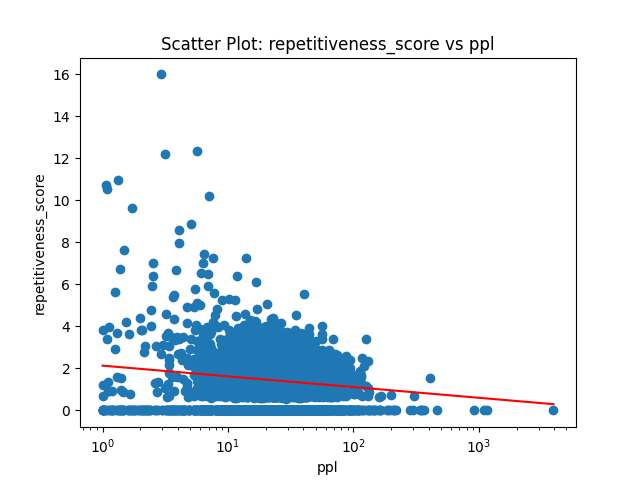 Scatter Plot: repetitiveness_score vs ppl
16
14
12
10
8
6
4
2
0
repetitiveness_score
10⁰ 10¹ 10² 10³
ppl